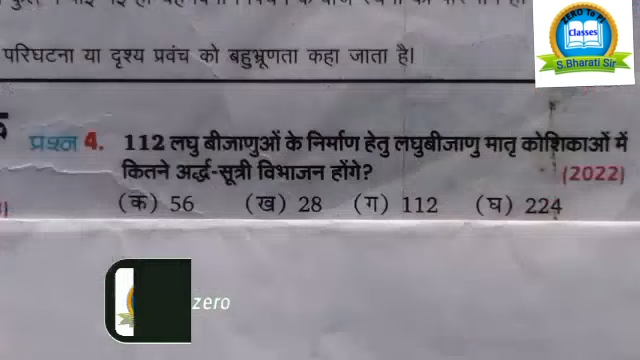 परिघटना या दृश्य प्रवंच को बहुभ्रूणता कहा जाता है।
ZERO To
Classes
S.Bharati Sir
प्रश्न 4. 112 लघु बीजाणुओं के निर्माण हेतु लघुबीजाणु मातृ कोशिकाओं में
कितने अर्द्ध-सूत्री विभाजन होंगे? (2022)
(क) 56 (ख) 28 (ग) 112 (घ) 224
zero